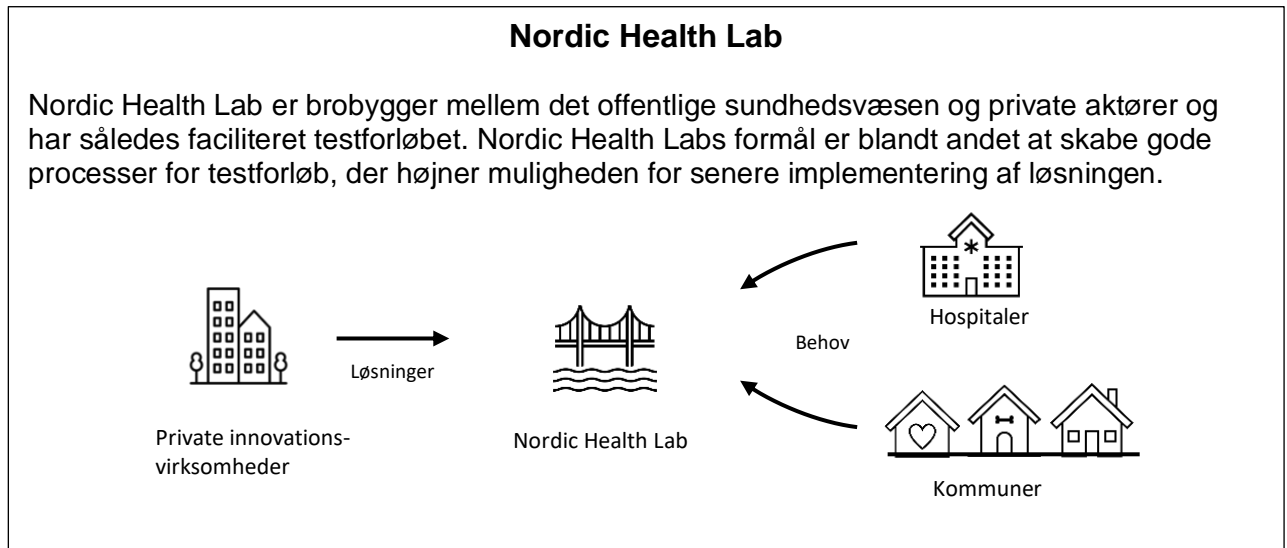 Nordic Health Lab
Nordic Health Lab er brobygger mellem det offentlige sundhedsvæsen og private aktører og
har således faciliteret testforløbet. Nordic Health Labs formål er blandt andet at skabe gode
processer for testforløb, der højner muligheden for senere implementering af løsningen.
Løsninger
Private innovations-
virksomheder
Nordic Health Lab
Behov
Hospitaler
Kommuner